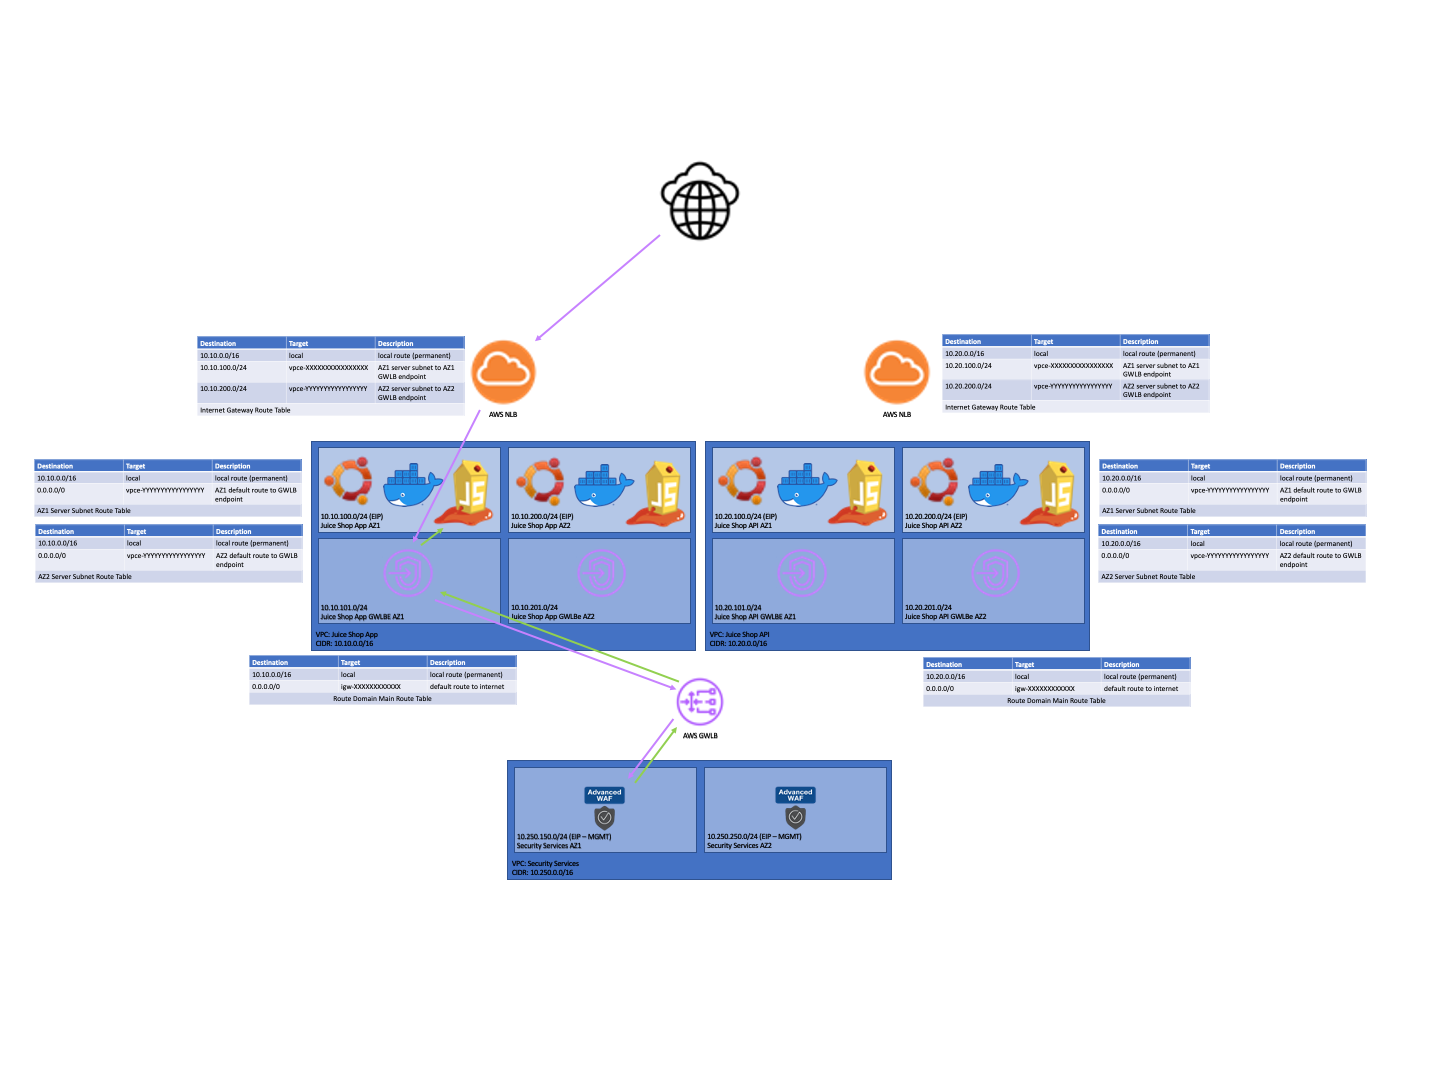 Destination Target Description
10.10.0.0/16 local local route (permanent)
10.10.100.0/24 vpce-XXXXXXXXXXXXXXXX AZ1 server subnet to AZ1
GWLB endpoint
10.10.200.0/24 vpce-YYYYYYYYYYYYYYYYY AZ2 server subnet to AZ2
GWLB endpoint
Internet Gateway Route Table
AWS NLB
Destination Target Description
10.20.0.0/16 local local route (permanent)
10.20.100.0/24 vpce-XXXXXXXXXXXXXXXX AZ1 server subnet to AZ1
GWLB endpoint
10.20.200.0/24 vpce-YYYYYYYYYYYYYYYYY AZ2 server subnet to AZ2
GWLB endpoint
Internet Gateway Route Table
AWS NLB
Destination Target Description
10.10.0.0/16 local local route (permanent)
0.0.0.0/0 vpce-YYYYYYYYYYYYYYYYY AZ1 default route to GWLB
endpoint
AZ1 Server Subnet Route Table
Destination Target Description
10.10.0.0/16 local local route (permanent)
0.0.0.0/0 vpce-YYYYYYYYYYYYYYYYY AZ2 default route to GWLB
endpoint
AZ2 Server Subnet Route Table
JS
10.10.100.0/24 (EIP)
Juice Shop App AZ1
JS
10.10.200.0/24 (EIP)
Juice Shop App AZ2
10.10.101.0/24
Juice Shop App GWLBE AZ1
10.10.201.0/24
Juice Shop App GWLBe AZ2
VPC: Juice Shop App
CIDR: 10.10.0.0/16
JS
10.20.100.0/24 (EIP)
Juice Shop API AZ1
JS
10.20.200.0/24 (EIP)
Juice Shop API AZ2
10.20.101.0/24
Juice Shop API GWLBE AZ1
10.20.201.0/24
Juice Shop API GWLBe AZ2
VPC: Juice Shop API
CIDR: 10.20.0.0/16
Destination Target Description
10.20.0.0/16 local local route (permanent)
0.0.0.0/0 vpce-YYYYYYYYYYYYYYYYY AZ1 default route to GWLB
endpoint
AZ1 Server Subnet Route Table
Destination Target Description
10.20.0.0/16 local local route (permanent)
0.0.0.0/0 vpce-YYYYYYYYYYYYYYYYY AZ2 default route to GWLB
endpoint
AZ2 Server Subnet Route Table
Destination Target Description
10.10.0.0/16 local local route (permanent)
0.0.0.0/0 igw-XXXXXXXXXXXX default route to internet
Route Domain Main Route Table
AWS GWLB
Destination Target Description
10.20.0.0/16 local local route (permanent)
0.0.0.0/0 igw-XXXXXXXXXXXX default route to internet
Route Domain Main Route Table
Advanced
WAF
10.250.150.0/24 (EIP – MGMT)
Security Services AZ1
Advanced
WAF
10.250.250.0/24 (EIP – MGMT)
Security Services AZ2
VPC: Security Services
CIDR: 10.250.0.0/16